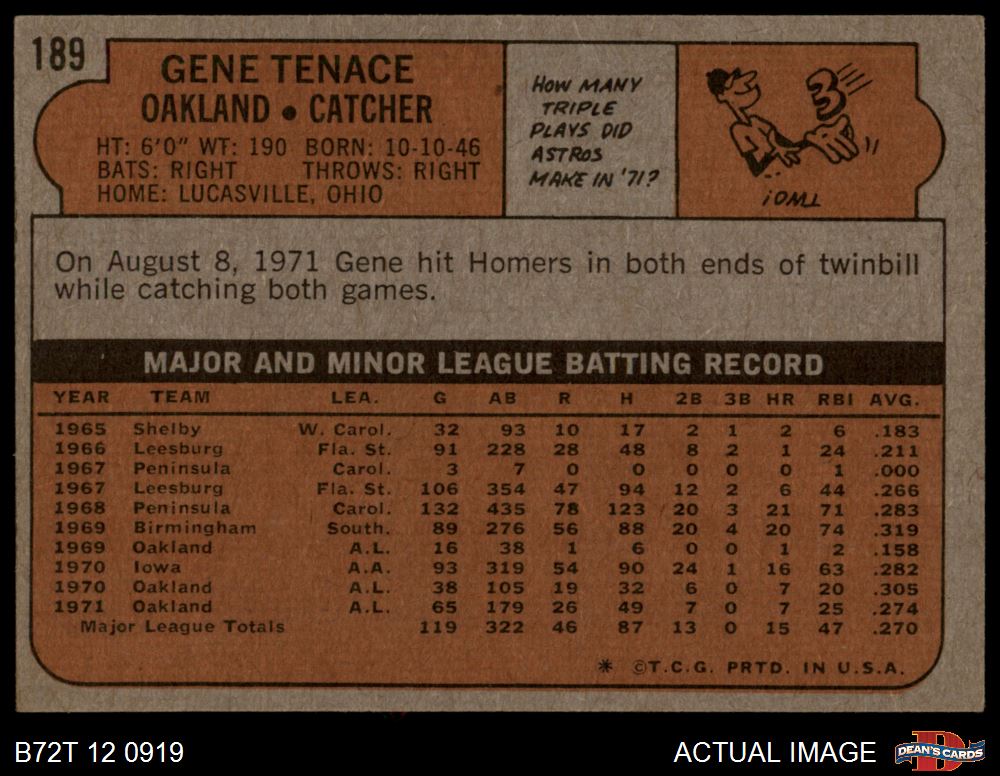 189
GENE TENACE
OAKLAND • CATCHER
HT: 6'0" WT: 190 BORN: 10-10-46
BATS: RIGHT THROWS: RIGHT
HOME: LUCASVILLE, OHIO
HOW MANY
TRIPLE
PLAYS DID
ASTROS
MAKE IN '71?
3
TWO!
On August 8, 1971 Gene hit Homers in both ends of twinbill
while catching both games.
MAJOR AND MINOR LEAGUE BATTING RECORD
YEAR TEAM LEA. G AB R H 2B 3B HR RBI AVG.
1965 Shelby W. Carol. 32 93 10 17 2 1 2 6 .183
1966 Leesburg Fla. St. 91 228 28 48 8 2 1 24 .211
1967 Peninsula Carol. 3 7 0 0 0 0 0 1 .000
1967 Leesburg Fla. St. 106 354 47 94 12 2 6 44 .266
1968 Peninsula Carol. 132 435 78 123 20 3 21 71 .283
1969 Birmingham South. 89 276 56 88 20 4 20 74 .319
1969 Oakland A.L. 16 38 1 6 0 0 1 2 .158
1970 Iowa A.A. 93 319 54 90 24 1 16 63 .282
1970 Oakland A.L. 38 105 19 32 6 0 7 20 .305
1971 Oakland A.L. 65 179 26 49 7 0 7 25 .274
Major League Totals 119 322 46 87 13 0 15 47 .270
* ©T.C.G. PRTD. IN U.S.A.
B72T 12 0919
ACTUAL IMAGE
D
DEAN'S CARDS